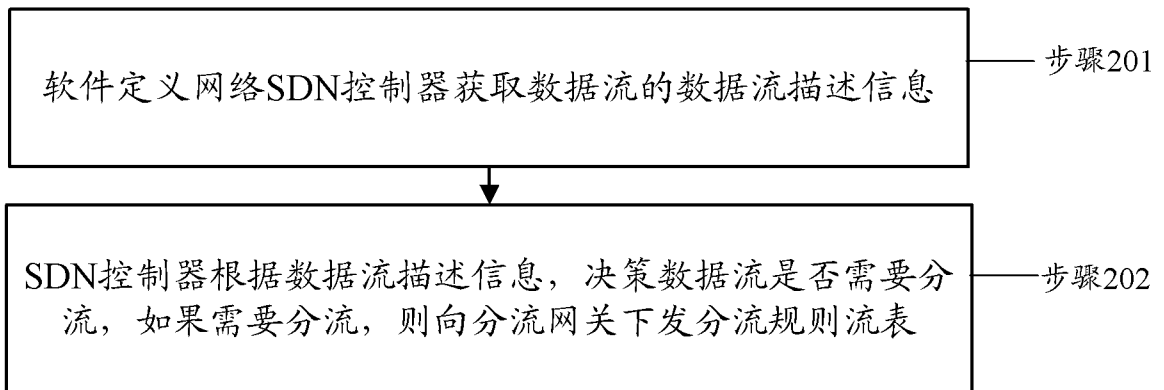 软件定义网络SDN控制器获取数据流的数据流描述信息
步骤201
SDN控制器根据数据流描述信息，决策数据流是否需要分
流，如果需要分流，则向分流网关下发分流规则流表
步骤202